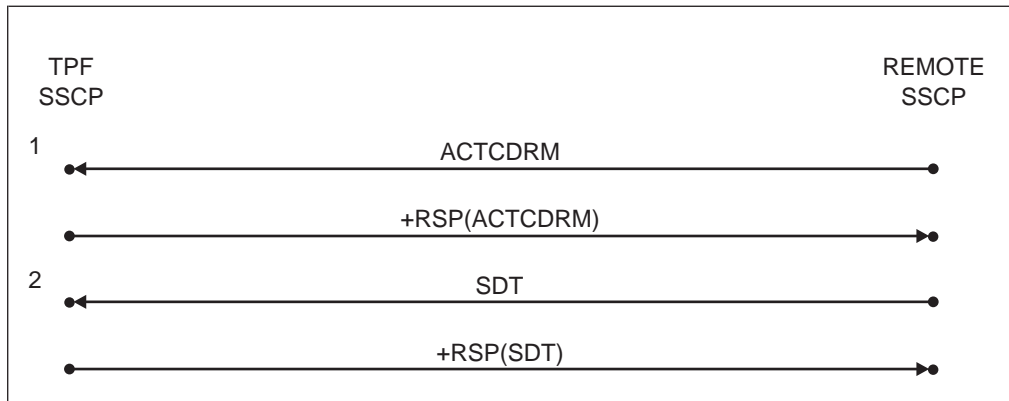 TPF
SSCP
REMOTE
SSCP
1
ACTCDRM
+RSP(ACTCDRM)
2
SDT
+RSP(SDT)